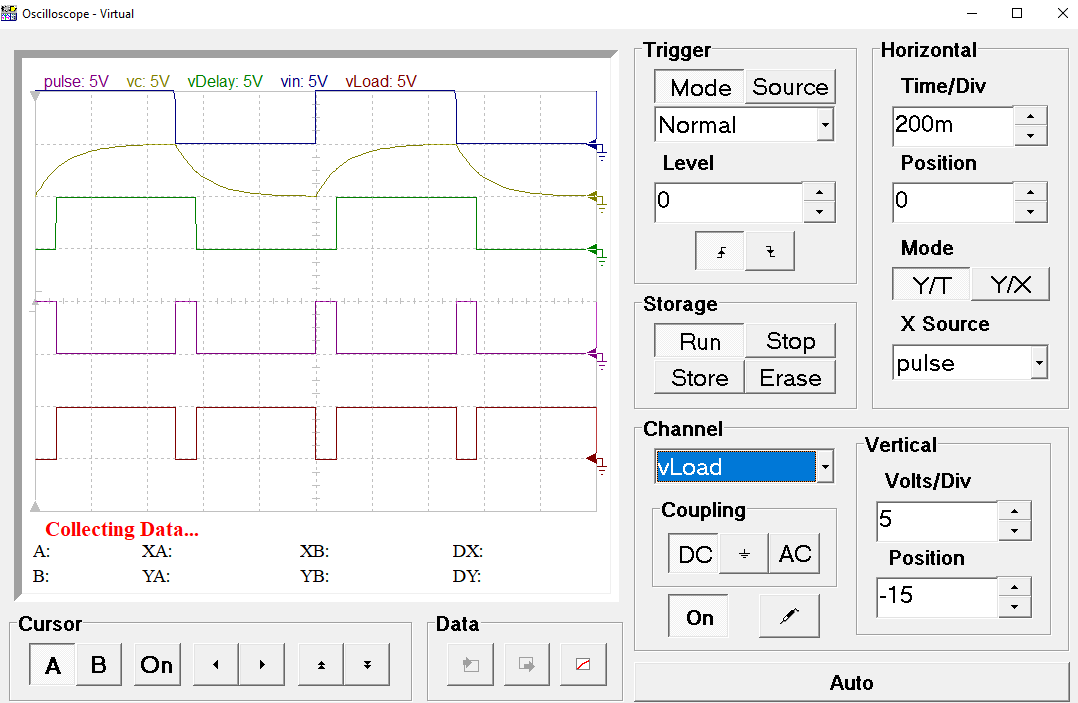 Oscilloscope - Virtual
pulse: 5V vc: 5V vDelay: 5V vin: 5V vLoad: 5V
Collecting Data...
A: XA: XB: DX:
B: YA: YB: DY:
Cursor
A B On
Data
Trigger
Mode Source
Normal
Level
0
Storage
Run Stop
Store Erase
Horizontal
Time/Div
200m
Position
0
Mode
Y/T Y/X
X Source
pulse
Channel
vLoad
Coupling
DC AC
On
Vertical
Volts/Div
5
Position
-15
Auto